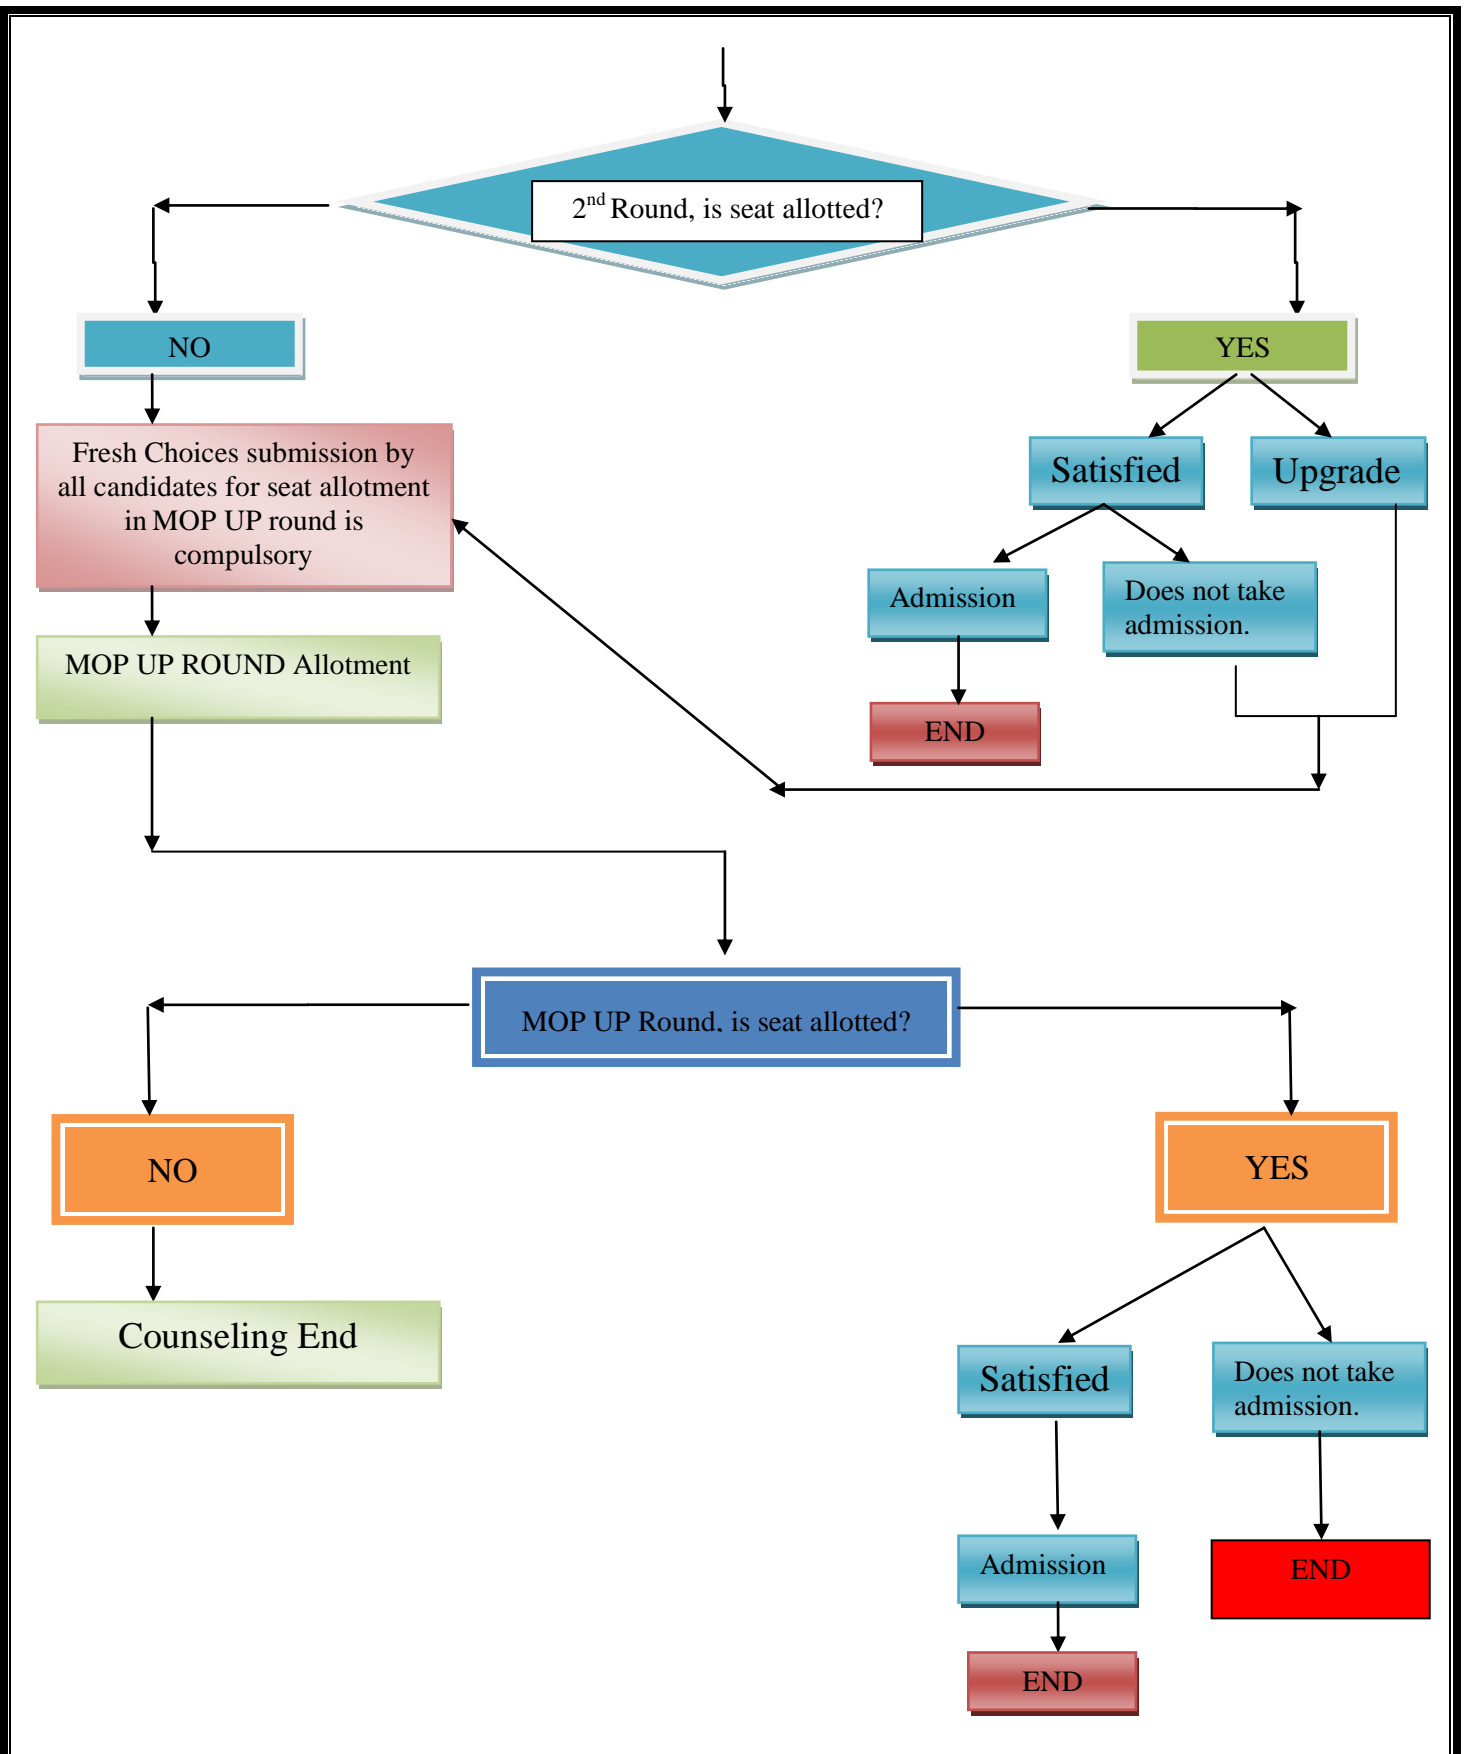 2nd Round, is seat allotted?
NO
YES
Fresh Choices submission by
all candidates for seat allotment
in MOP UP round is
compulsory
Satisfied
Upgrade
Admission
Does not take
admission.
MOP UP ROUND Allotment
END
MOP UP Round, is seat allotted?
NO
YES
Counseling End
Satisfied
Does not take
admission.
Admission
END
END